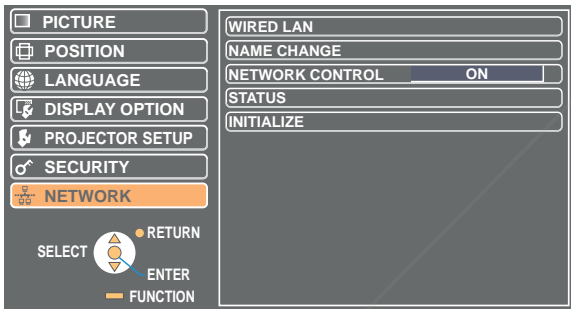 PICTURE
POSITION
LANGUAGE
DISPLAY OPTION
PROJECTOR SETUP
SECURITY
NETWORK
RETURN
SELECT
ENTER
FUNCTION
WIRED LAN
NAME CHANGE
NETWORK CONTROL ON
STATUS
INITIALIZE